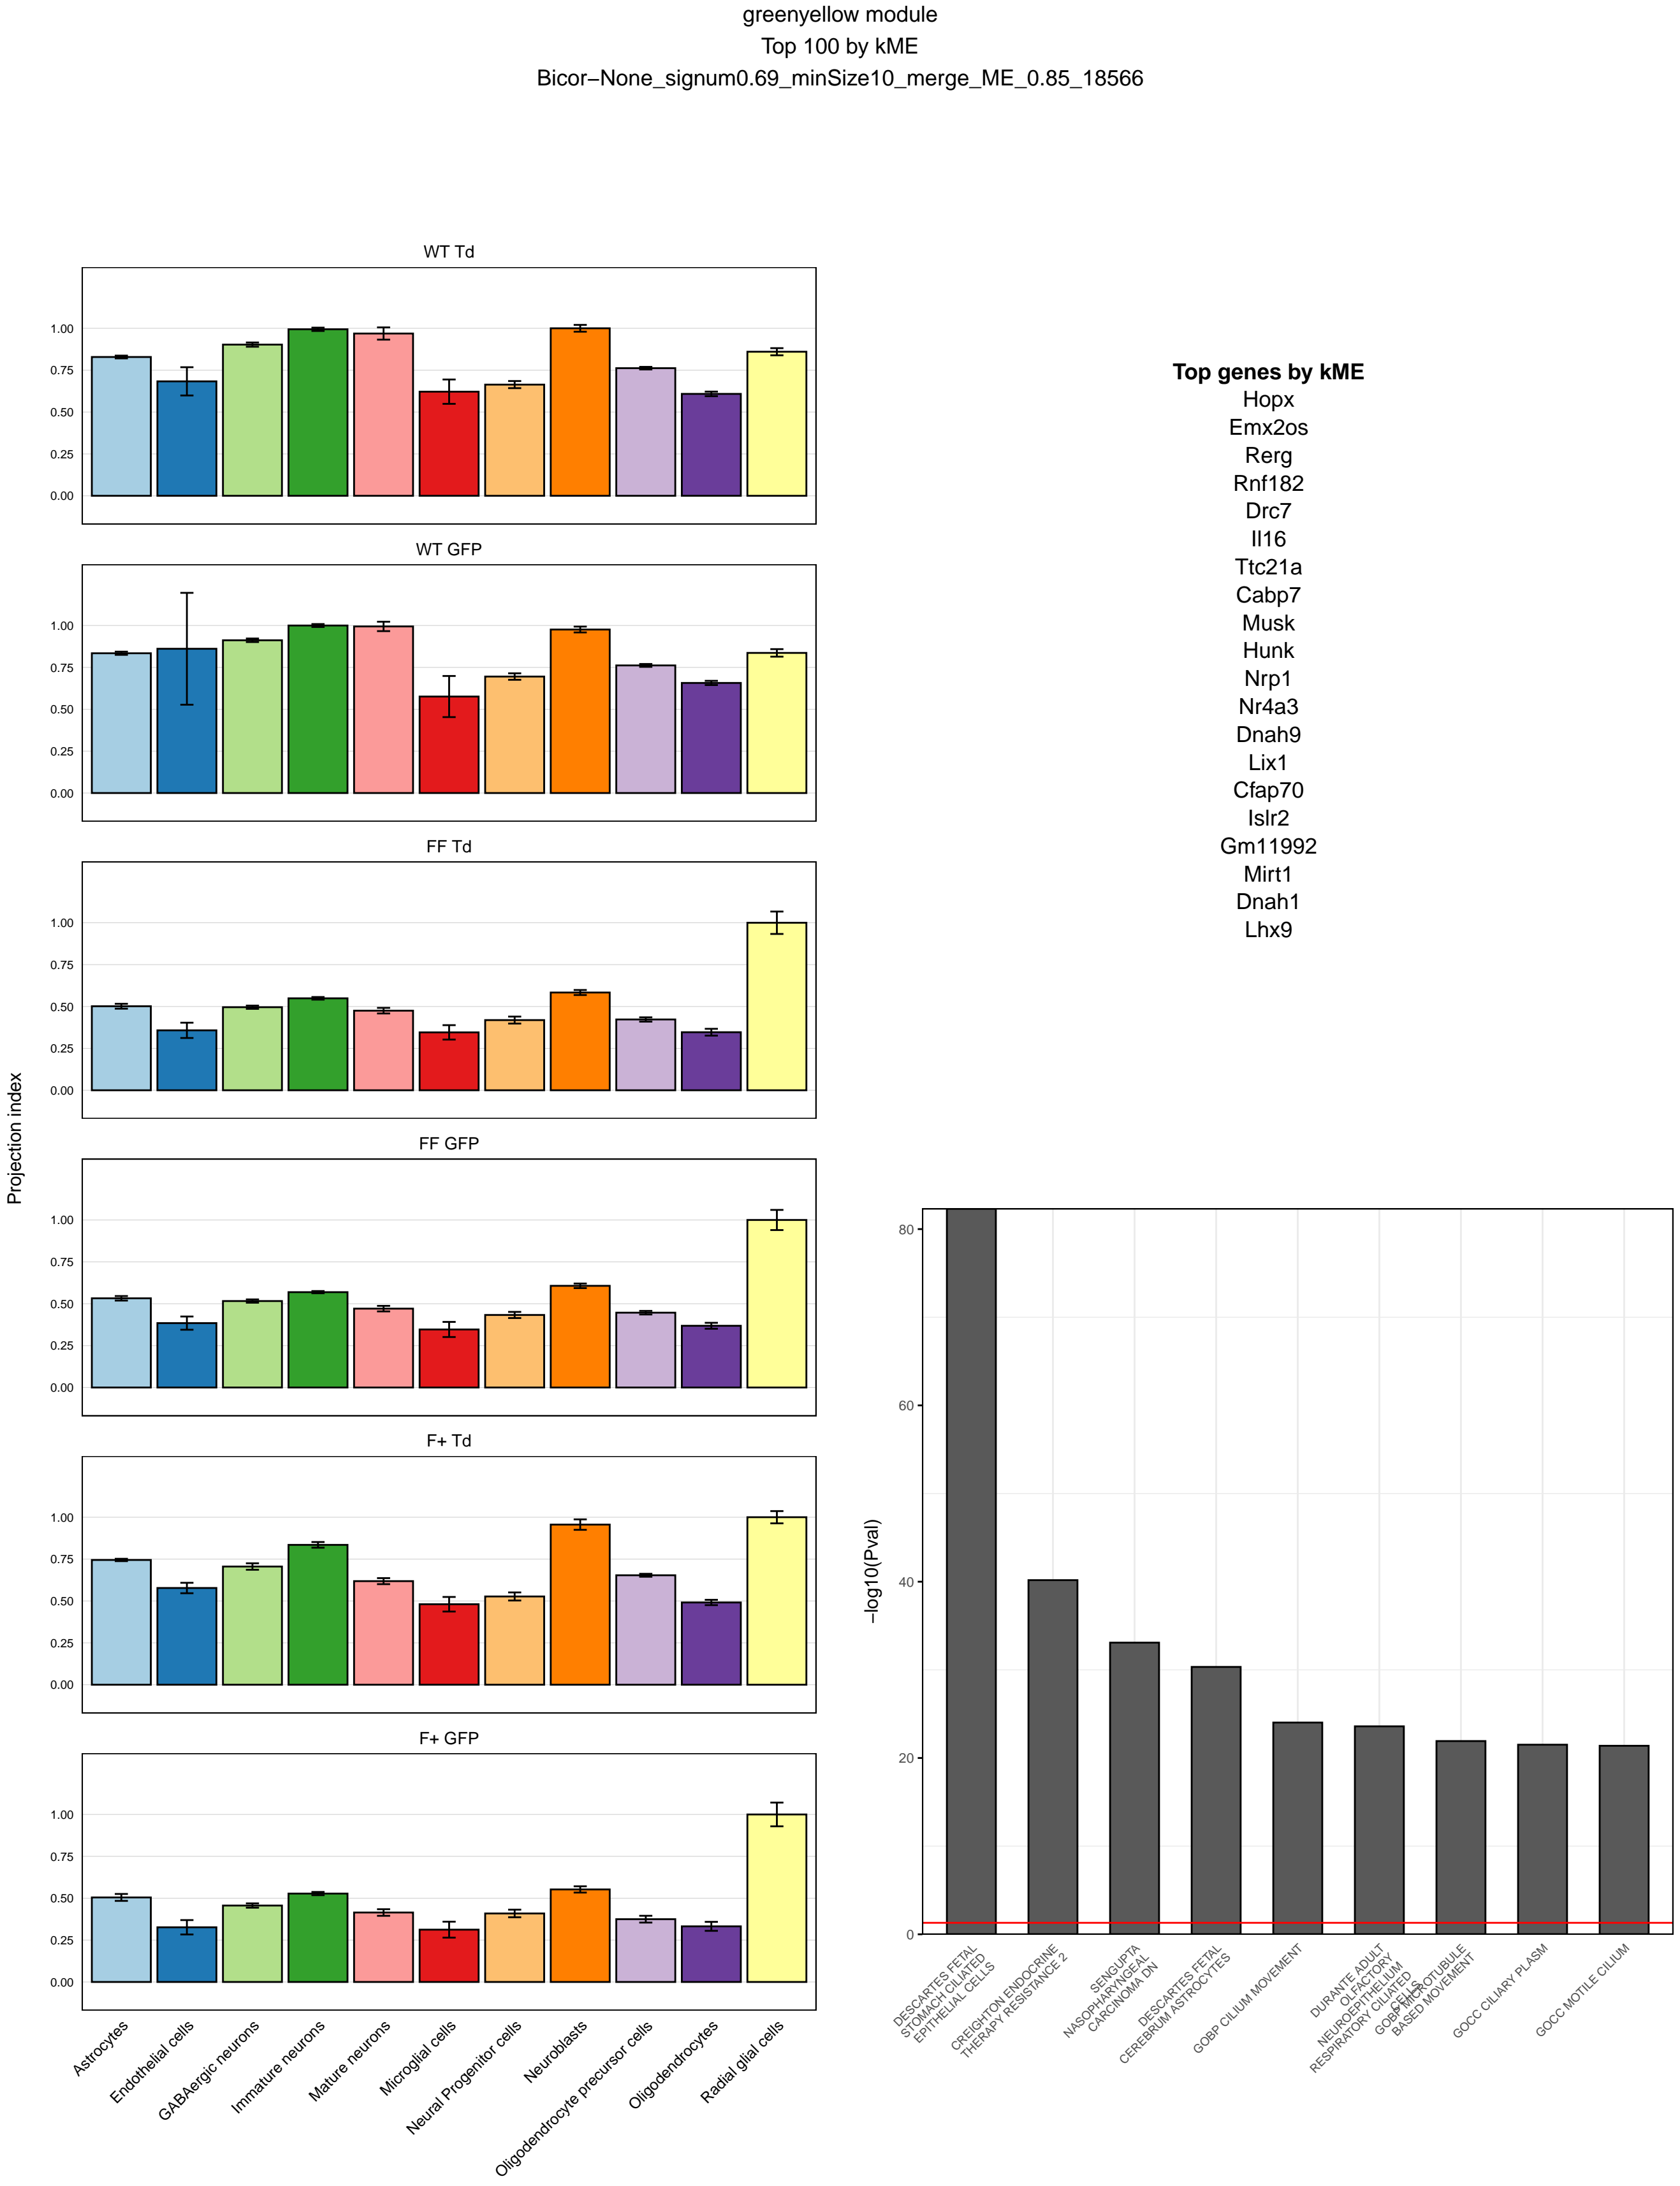 greenyellow module
Top 100 by kME
Bicor−None_signum0.69_minSize10_merge_ME_0.85_18566
Projection index
WT Td
1.00
0.75
0.50
0.25
0.00
WT GFP
1.00
0.75
0.50
0.25
0.00
FF Td
1.00
0.75
0.50
0.25
0.00
FF GFP
1.00
0.75
0.50
0.25
0.00
F+ Td
1.00
0.75
0.50
0.25
0.00
F+ GFP
1.00
0.75
0.50
0.25
0.00
Astrocytes
Endothelial cells
GABAergic neurons
Immature neurons
Mature neurons
Microglial cells
Neural Progenitor cells
Neuroblasts
Oligodendrocyte precursor cells
Oligodendrocytes
Radial glial cells
Top genes by kME
Hopx
Emx2os
Rerg
Rnf182
Drc7
Il16
Ttc21a
Cabp7
Musk
Hunk
Nrp1
Nr4a3
Dnah9
Lix1
Cfap70
Islr2
Gm11992
Mirt1
Dnah1
Lhx9
−log10(Pval)
80
60
40
20
0
DESCARTES FETAL
STOMACH CILIATED
EPITHELIAL CELLS
CREIGHTON ENDOCRINE
THERAPY RESISTANCE 2
SENGUPTA
NASOPHARYNGEAL
CARCINOMA DN
DESCARTES FETAL
CEREBRUM ASTROCYTES
GOBP CILIUM MOVEMENT
DURANTE ADULT
OLFACTORY
NEUROEPITHELIUM
RESPIRATORY CILIATED
CELLS
GOBP MICROTUBULE
BASED MOVEMENT
GOCC CILIARY PLASM
GOCC MOTILE CILIUM